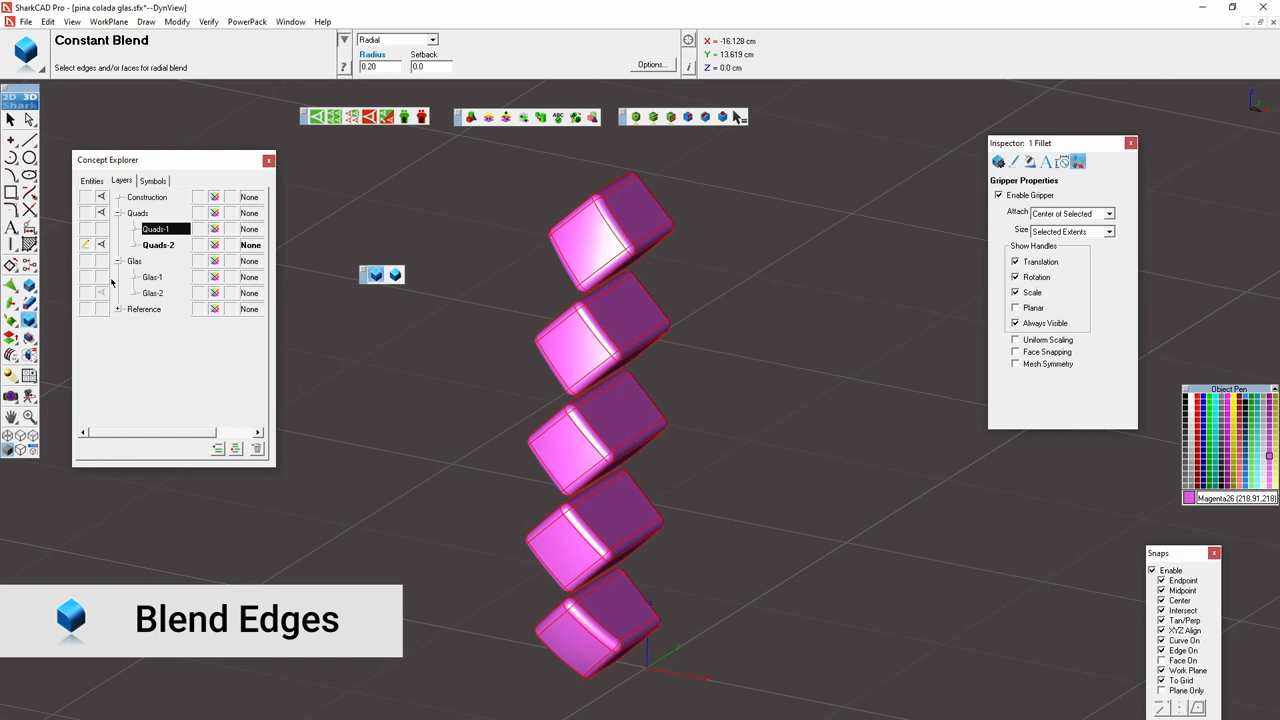 SharkCAD Pro - [pina colada glas.sfx*--DynView]
File Edit View WorkPlane Draw Modify Verify PowerPack Window Help
Constant Blend
Select edges and/or faces for radial blend
Radial
Radius Setback
0.20 0.0
Options...
X = -16.128 cm
Y = 13.619 cm
Z = 0.0 cm
2D 3D
Shark
Concept Explorer
Entities Layers Symbols
Construction None
Quads None
Quads-1 None
Quads-2 None
Glas None
Glas-1 None
Glas-2 None
Reference None
Inspector: 1 Fillet
Gripper Properties
Enable Gripper
Attach Center of Selected
Size Selected Extents
Show Handles
Translation
Rotation
Scale
Planar
Always Visible
Uniform Scaling
Face Snapping
Mesh Symmetry
Object Pen
Magenta26 (218,91,218)
Snaps
Enable
Endpoint
Midpoint
Center
Intersect
Tan/Perp
XYZ Align
Curve On
Edge On
Face On
Work Plane
To Grid
Plane Only
Blend Edges